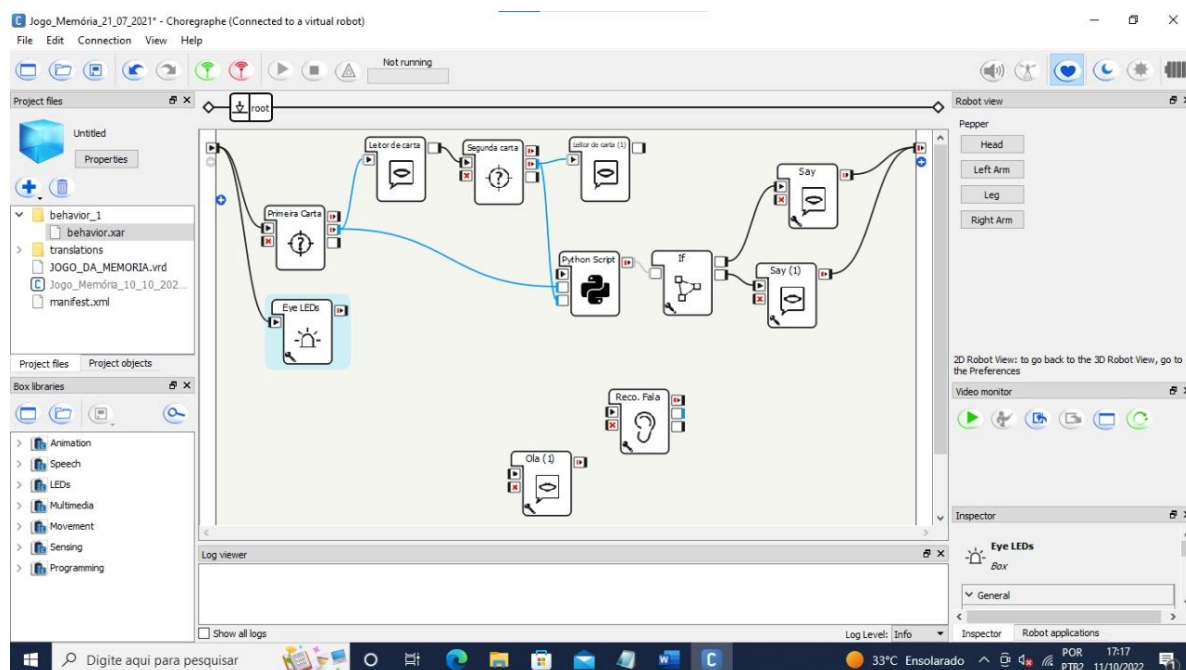 Jogo_Memória_21_07_2021* - Choregraphe (Connected to a virtual robot)
File Edit Connection View Help
Not running
Project files
Untitled
Properties
behavior_1
behavior.xar
translations
JOGO_DA_MEMORIA.vrd
Jogo_Memória_10_10_202...
manifest.xml
Project files Project objects
Box libraries
Animation
Speech
LEDs
Multimedia
Movement
Sensing
Programming
root
Leitor de carta
Segunda carta
Leitor de carta (1)
Say
Primeira Carta
Python Script
If
Say (1)
Eye LEDs
Reco. Fala
Ola (1)
Log viewer
Show all logs
Log Level: Info
Robot view
Pepper
Head
Left Arm
Leg
Right Arm
2D Robot View: to go back to the 3D Robot View, go to
the Preferences
Video monitor
Inspector
Eye LEDs
Box
General
Inspector Robot applications
Digite aqui para pesquisar
33°C Ensolarado
POR
PTB2
17:17
11/10/2022